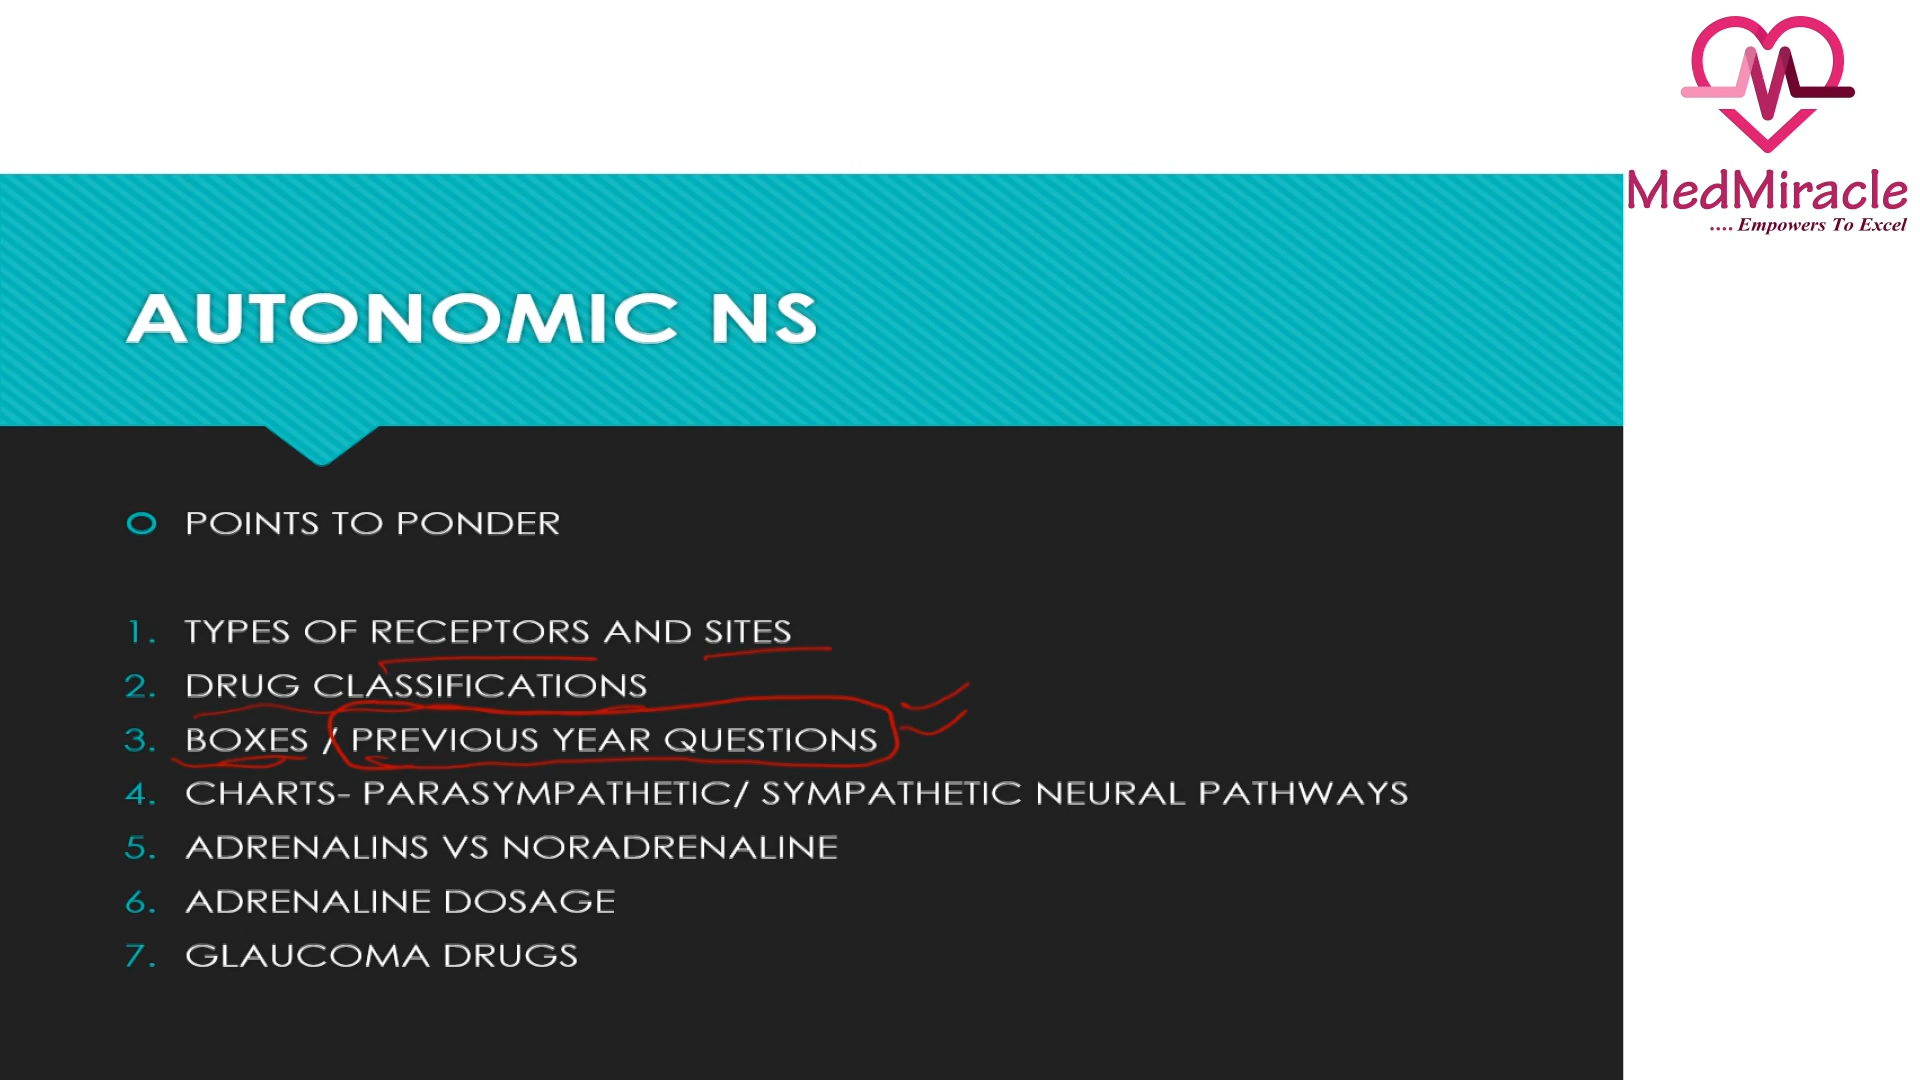 MedMiracle
.... Empowers To Excel
AUTONOMIC NS
POINTS TO PONDER
1. TYPES OF RECEPTORS AND SITES
2. DRUG CLASSIFICATIONS
3. BOXES / PREVIOUS YEAR QUESTIONS
4. CHARTS- PARASYMPATHETIC/ SYMPATHETIC NEURAL PATHWAYS
5. ADRENALINS VS NORADRENALINE
6. ADRENALINE DOSAGE
7. GLAUCOMA DRUGS